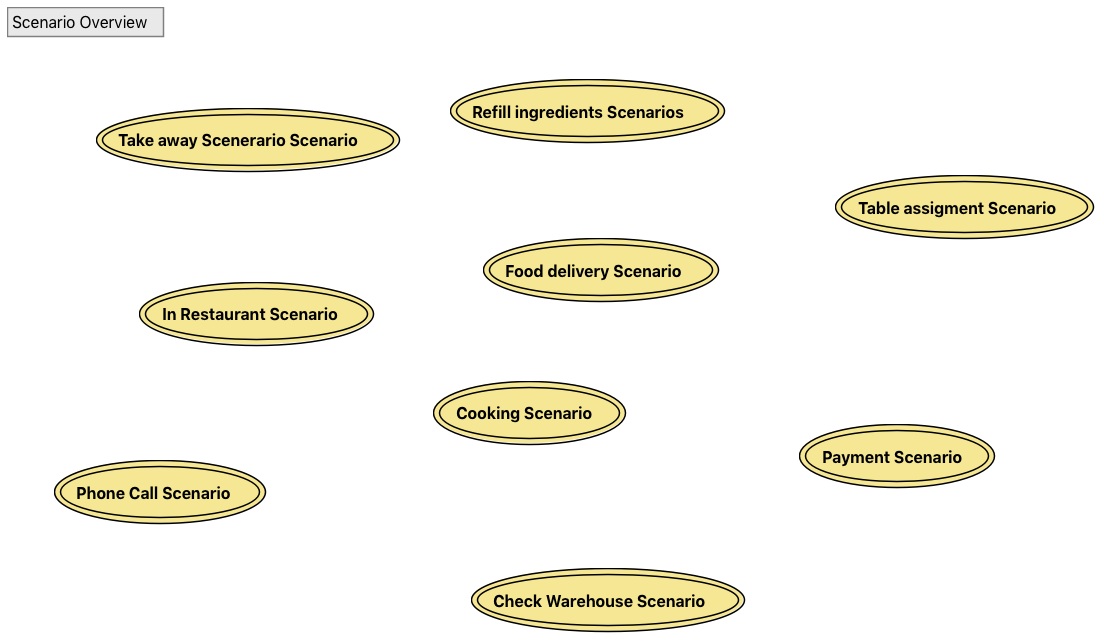 Scenario Overview
Refill ingredients Scenarios
Take away Scenerario Scenario
Table assigment Scenario
Food delivery Scenario
In Restaurant Scenario
Cooking Scenario
Payment Scenario
Phone Call Scenario
Check Warehouse Scenario